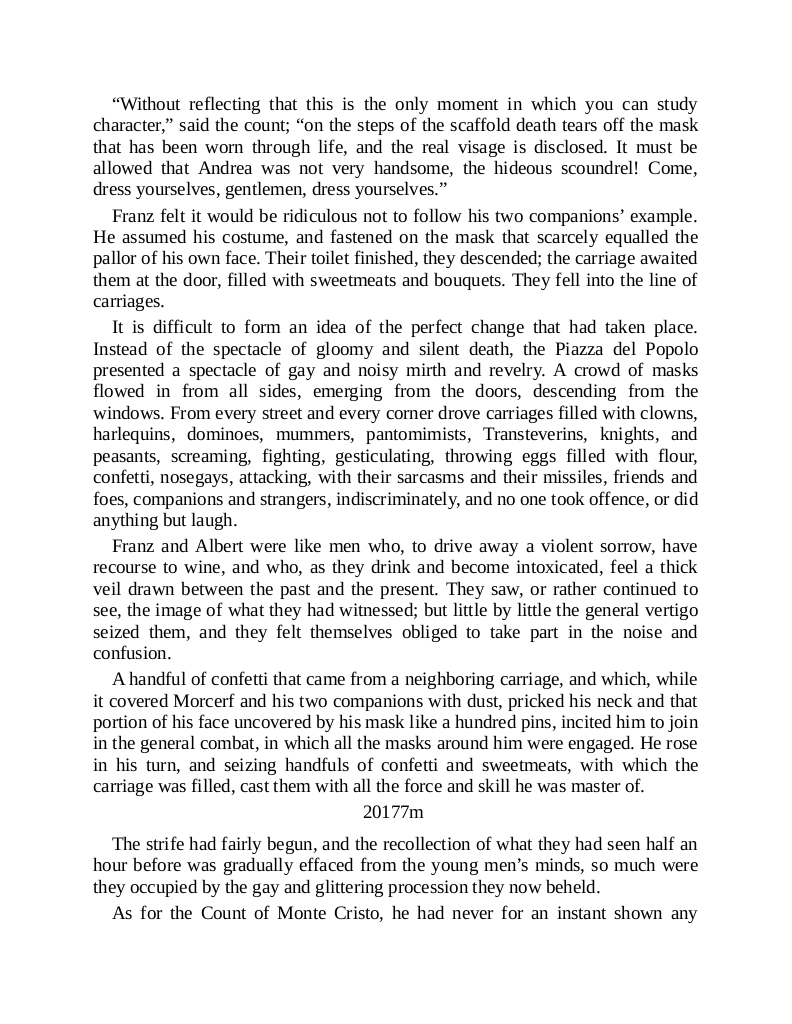 “Without reflecting that this is the only moment in which you can study
character,” said the count; “on the steps of the scaffold death tears off the mask
that has been worn through life, and the real visage is disclosed. It must be
allowed that Andrea was not very handsome, the hideous scoundrel! Come,
dress yourselves, gentlemen, dress yourselves.”
Franz felt it would be ridiculous not to follow his two companions’ example.
He assumed his costume, and fastened on the mask that scarcely equalled the
pallor of his own face. Their toilet finished, they descended; the carriage awaited
them at the door, filled with sweetmeats and bouquets. They fell into the line of
carriages.
It is difficult to form an idea of the perfect change that had taken place.
Instead of the spectacle of gloomy and silent death, the Piazza del Popolo
presented a spectacle of gay and noisy mirth and revelry. A crowd of masks
flowed in from all sides, emerging from the doors, descending from the
windows. From every street and every corner drove carriages filled with clowns,
harlequins, dominoes, mummers, pantomimists, Transteverins, knights, and
peasants, screaming, fighting, gesticulating, throwing eggs filled with flour,
confetti, nosegays, attacking, with their sarcasms and their missiles, friends and
foes, companions and strangers, indiscriminately, and no one took offence, or did
anything but laugh.
Franz and Albert were like men who, to drive away a violent sorrow, have
recourse to wine, and who, as they drink and become intoxicated, feel a thick
veil drawn between the past and the present. They saw, or rather continued to
see, the image of what they had witnessed; but little by little the general vertigo
seized them, and they felt themselves obliged to take part in the noise and
confusion.
A handful of confetti that came from a neighboring carriage, and which, while
it covered Morcerf and his two companions with dust, pricked his neck and that
portion of his face uncovered by his mask like a hundred pins, incited him to join
in the general combat, in which all the masks around him were engaged. He rose
in his turn, and seizing handfuls of confetti and sweetmeats, with which the
carriage was filled, cast them with all the force and skill he was master of.
20177m
The strife had fairly begun, and the recollection of what they had seen half an
hour before was gradually effaced from the young men’s minds, so much were
they occupied by the gay and glittering procession they now beheld.
As for the Count of Monte Cristo, he had never for an instant shown any